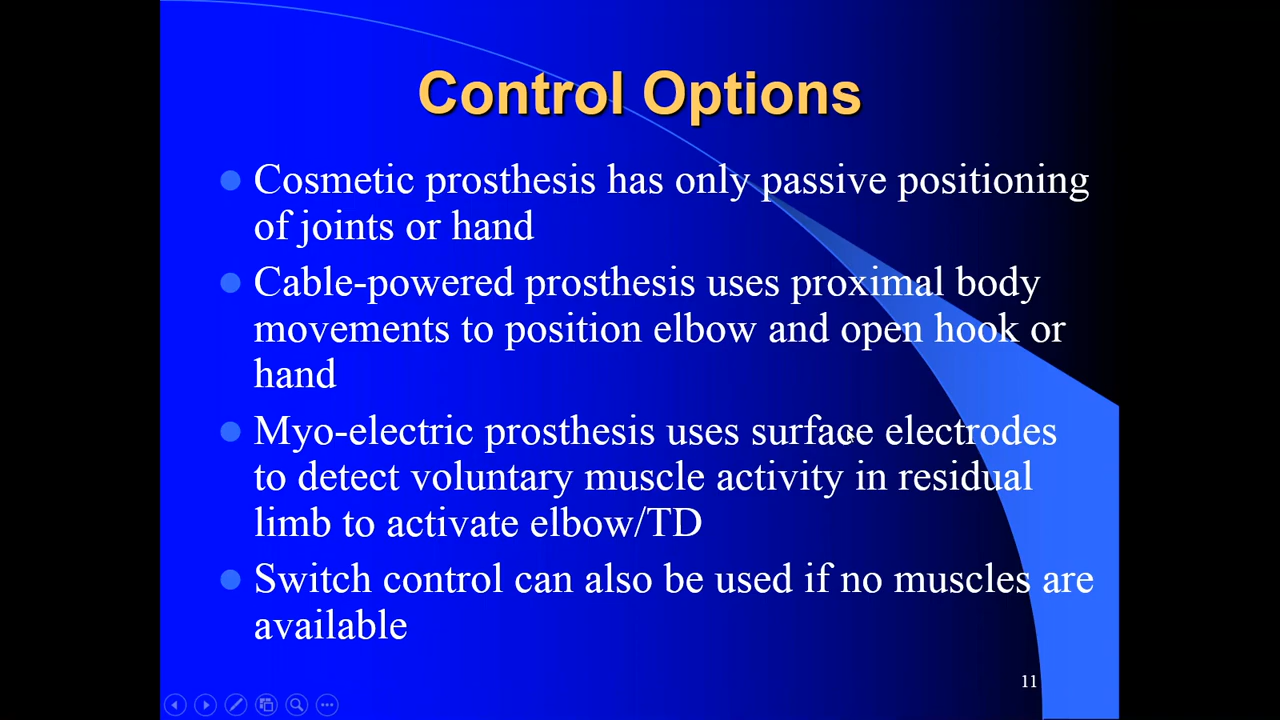 Control Options
Cosmetic prosthesis has only passive positioning
of joints or hand
Cable-powered prosthesis uses proximal body
movements to position elbow and open hook or
hand
Myo-electric prosthesis uses surface electrodes
to detect voluntary muscle activity in residual
limb to activate elbow/TD
Switch control can also be used if no muscles are
available
11